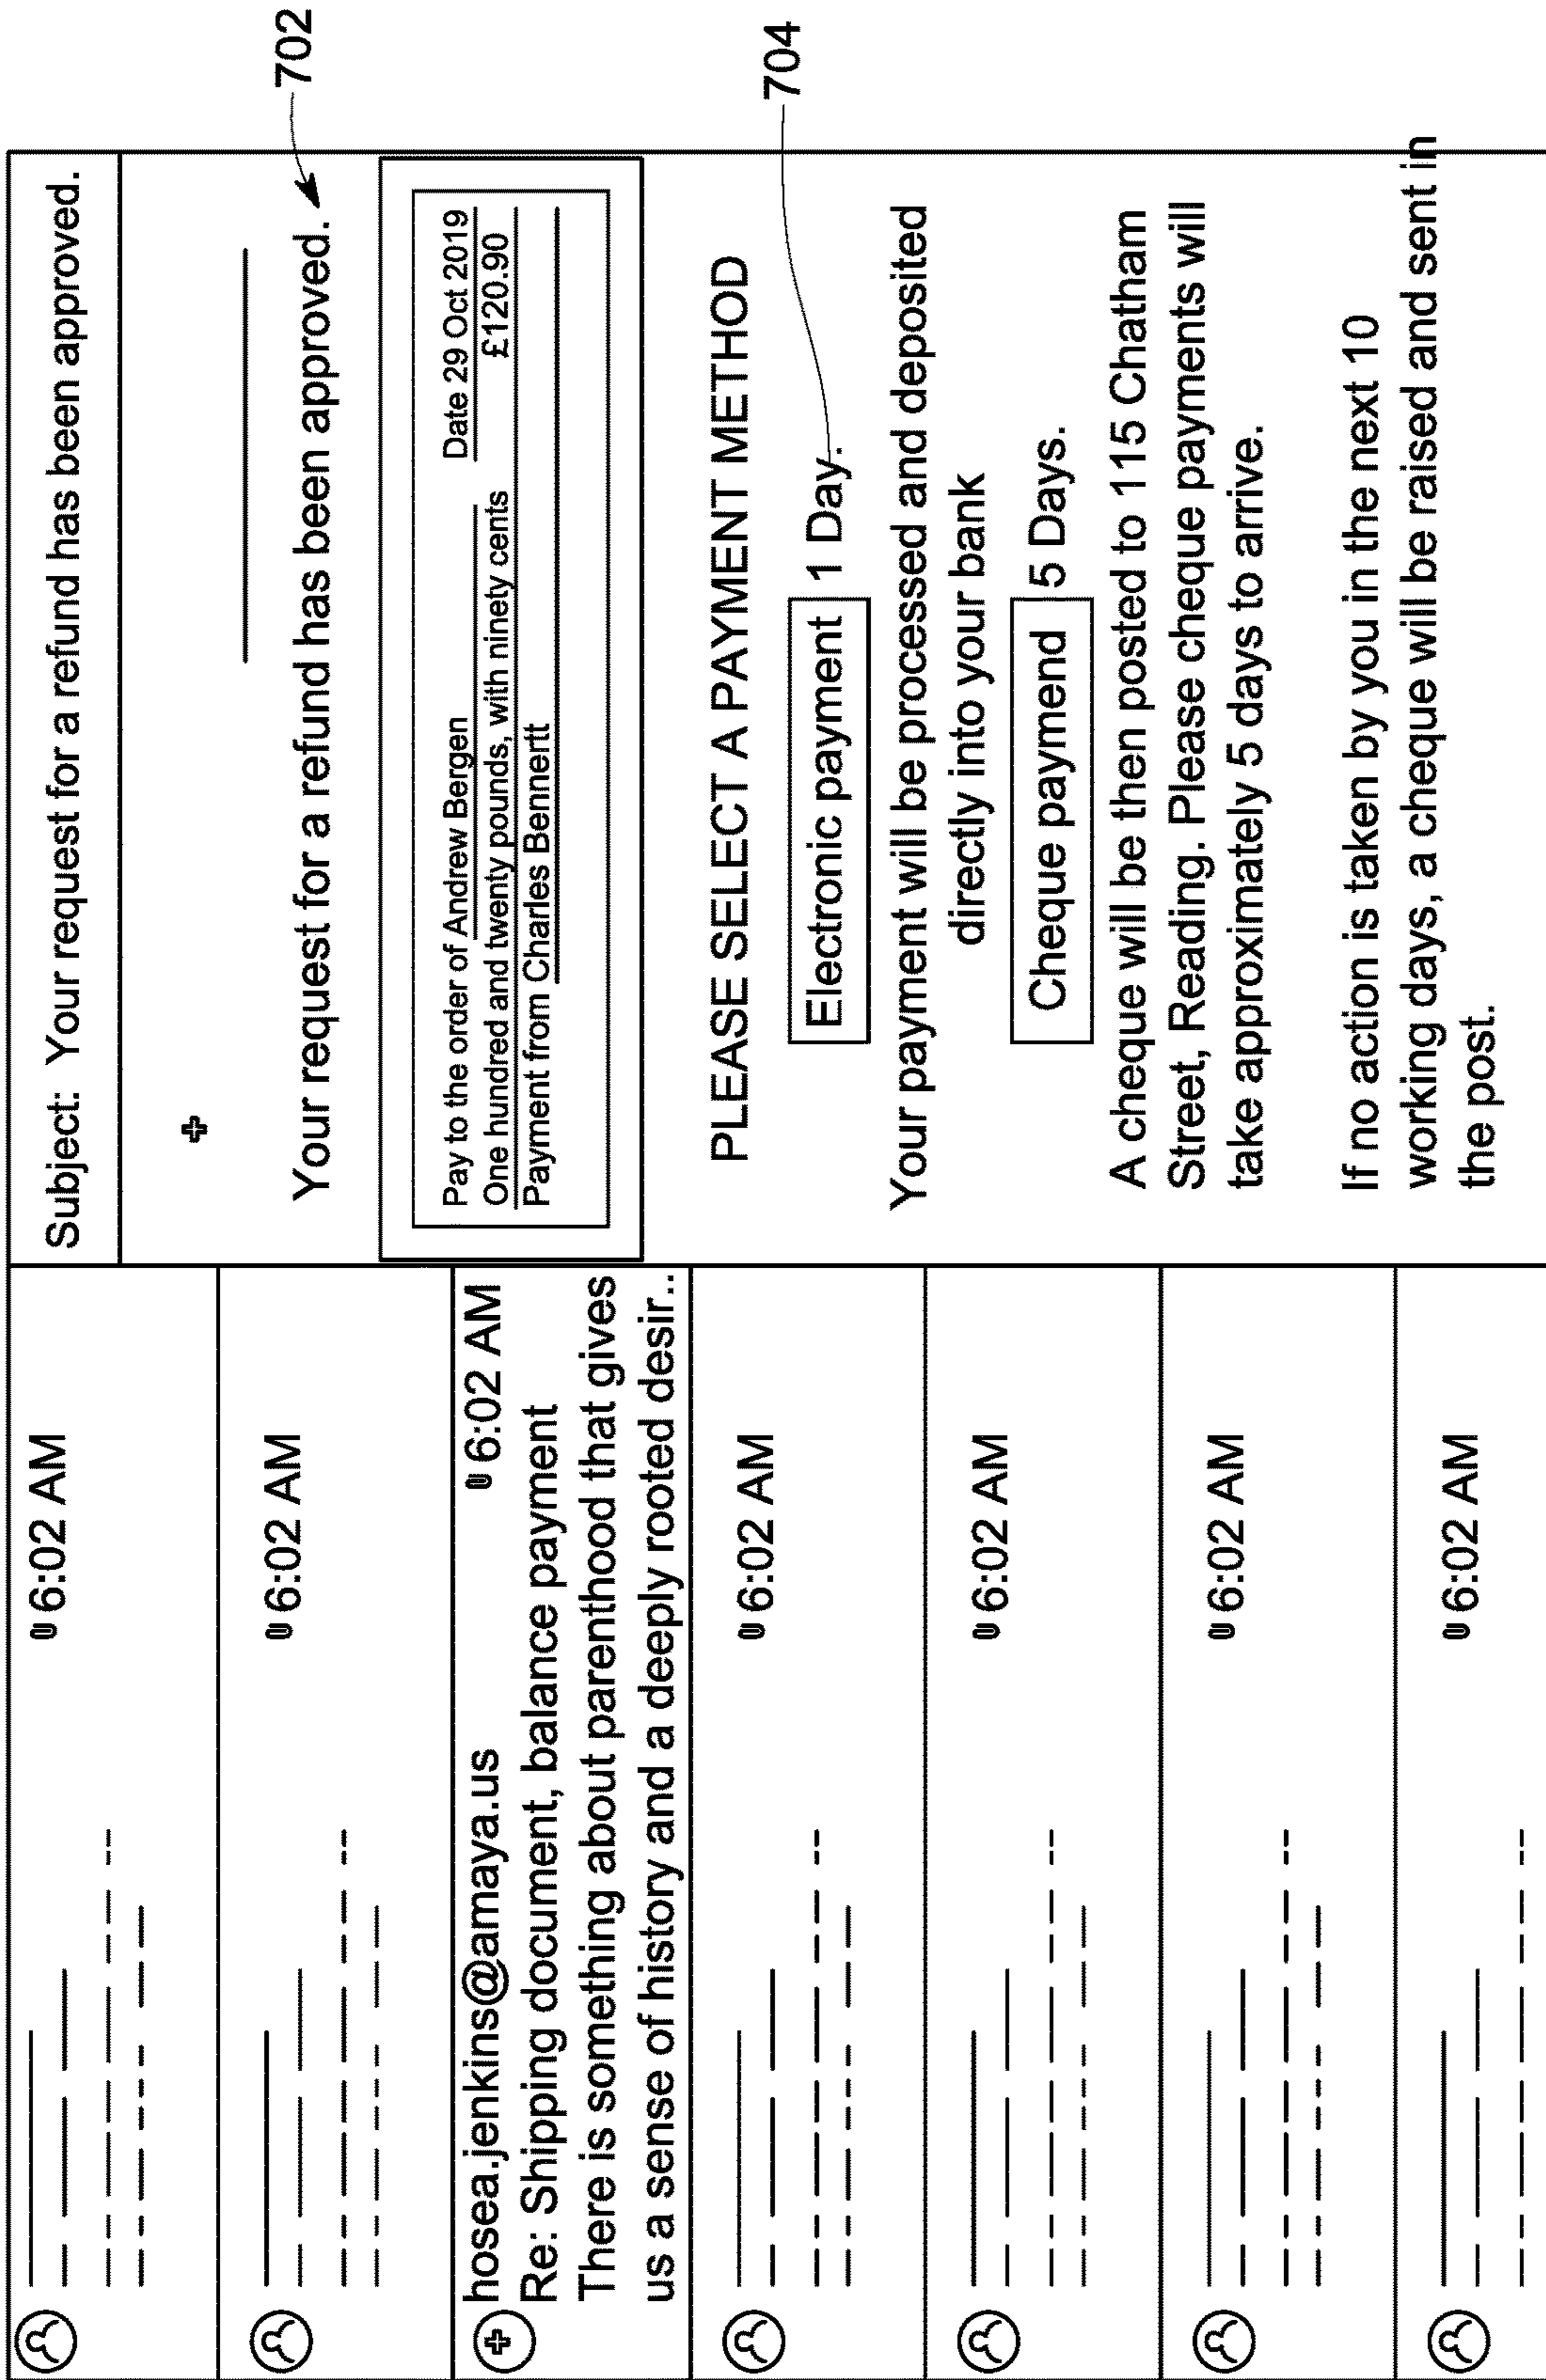 6:02 AM
6:02 AM
hosea.jenkins@amaya.us 6:02 AM
Re: Shipping document, balance payment
There is something about parenthood that gives
us a sense of history and a deeply rooted desir..
6:02 AM
6:02 AM
6:02 AM
6:02 AM
Subject: Your request for a refund has been approved.
Your request for a refund has been approved.
702
Pay to the order of Andrew Bergen Date 29 Oct 2019
One hundred and twenty pounds, with ninety cents £120.90
Payment from Charles Bennertt
PLEASE SELECT A PAYMENT METHOD
Electronic payment 1 Day.
704
Your payment will be processed and deposited
directly into your bank
Cheque paymend 5 Days.
A cheque will be then posted to 115 Chatham
Street, Reading. Please cheque payments will
take approximately 5 days to arrive.
If no action is taken by you in the next 10
working days, a cheque will be raised and sent in
the post.